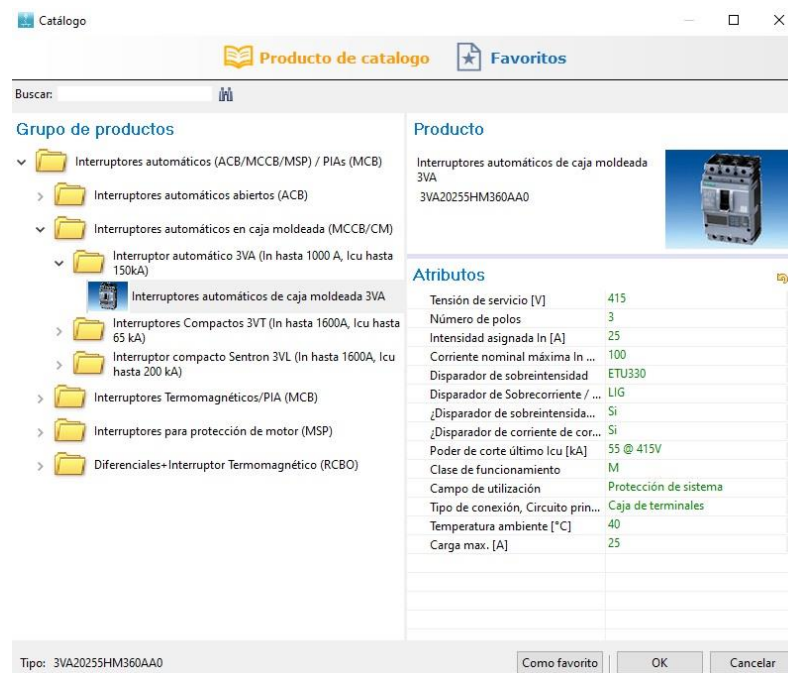 Catálogo
Producto de catalogo
Favoritos
Buscar:
Grupo de productos
Interruptores automáticos (ACB/MCCB/MSP) / PIAs (MCB)
Interruptores automáticos abiertos (ACB)
Interruptores automáticos en caja moldeada (MCCB/CM)
Interruptor automático 3VA (In hasta 1000 A, Icu hasta
150kA)
Interruptores automáticos de caja moldeada 3VA
Interruptores Compactos 3VT (In hasta 1600A, Icu hasta
65 kA)
Interruptor compacto Sentron 3VL (In hasta 1600A, Icu
hasta 200 kA)
Interruptores Termomagnéticos/PIA (MCB)
Interruptores para protección de motor (MSP)
Diferenciales+Interruptor Termomagnético (RCBO)
Producto
Interruptores automáticos de caja moldeada
3VA
3VA20255HM360AA0
Atributos
Tensión de servicio [V] 415
Número de polos 3
Intensidad asignada In [A] 25
Corriente nominal máxima In ... 100
Disparador de sobreintensidad ETU330
Disparador de Sobrecorriente / ... LIG
¿Disparador de sobreintensida... Si
¿Disparador de corriente de cor... Si
Poder de corte último Icu [kA] 55 @ 415V
Clase de funcionamiento M
Campo de utilización Protección de sistema
Tipo de conexión, Circuito prin... Caja de terminales
Temperatura ambiente [°C] 40
Carga max. [A] 25
Tipo: 3VA20255HM360AA0
Como favorito
OK
Cancelar